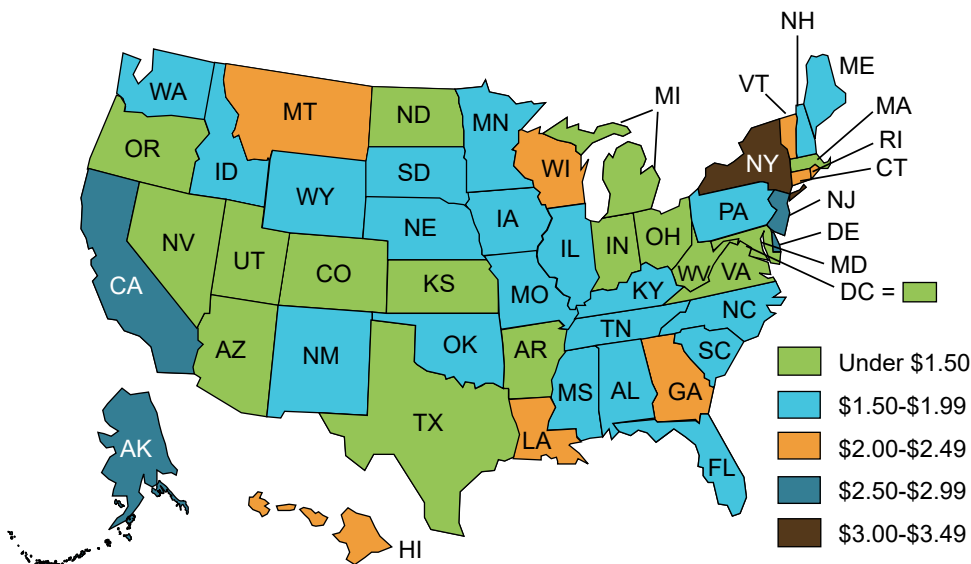 NH
ME
WA
VT
MA
MI
MT
ND
MN
RI
OR
CT
NY
WI
ID
SD
NJ
WY
PA
IA
DE
NE
OH
IL
IN
NV
MD
UT
WV
VA
CO
CA
KS
DC =
KY
MO
NC
TN
OK
AZ
NM
AR
SC
Under $1.50
MS
AL
GA
$1.50-$1.99
TX
LA
AK
$2.00-$2.49
FL
$2.50-$2.99
HI
$3.00-$3.49